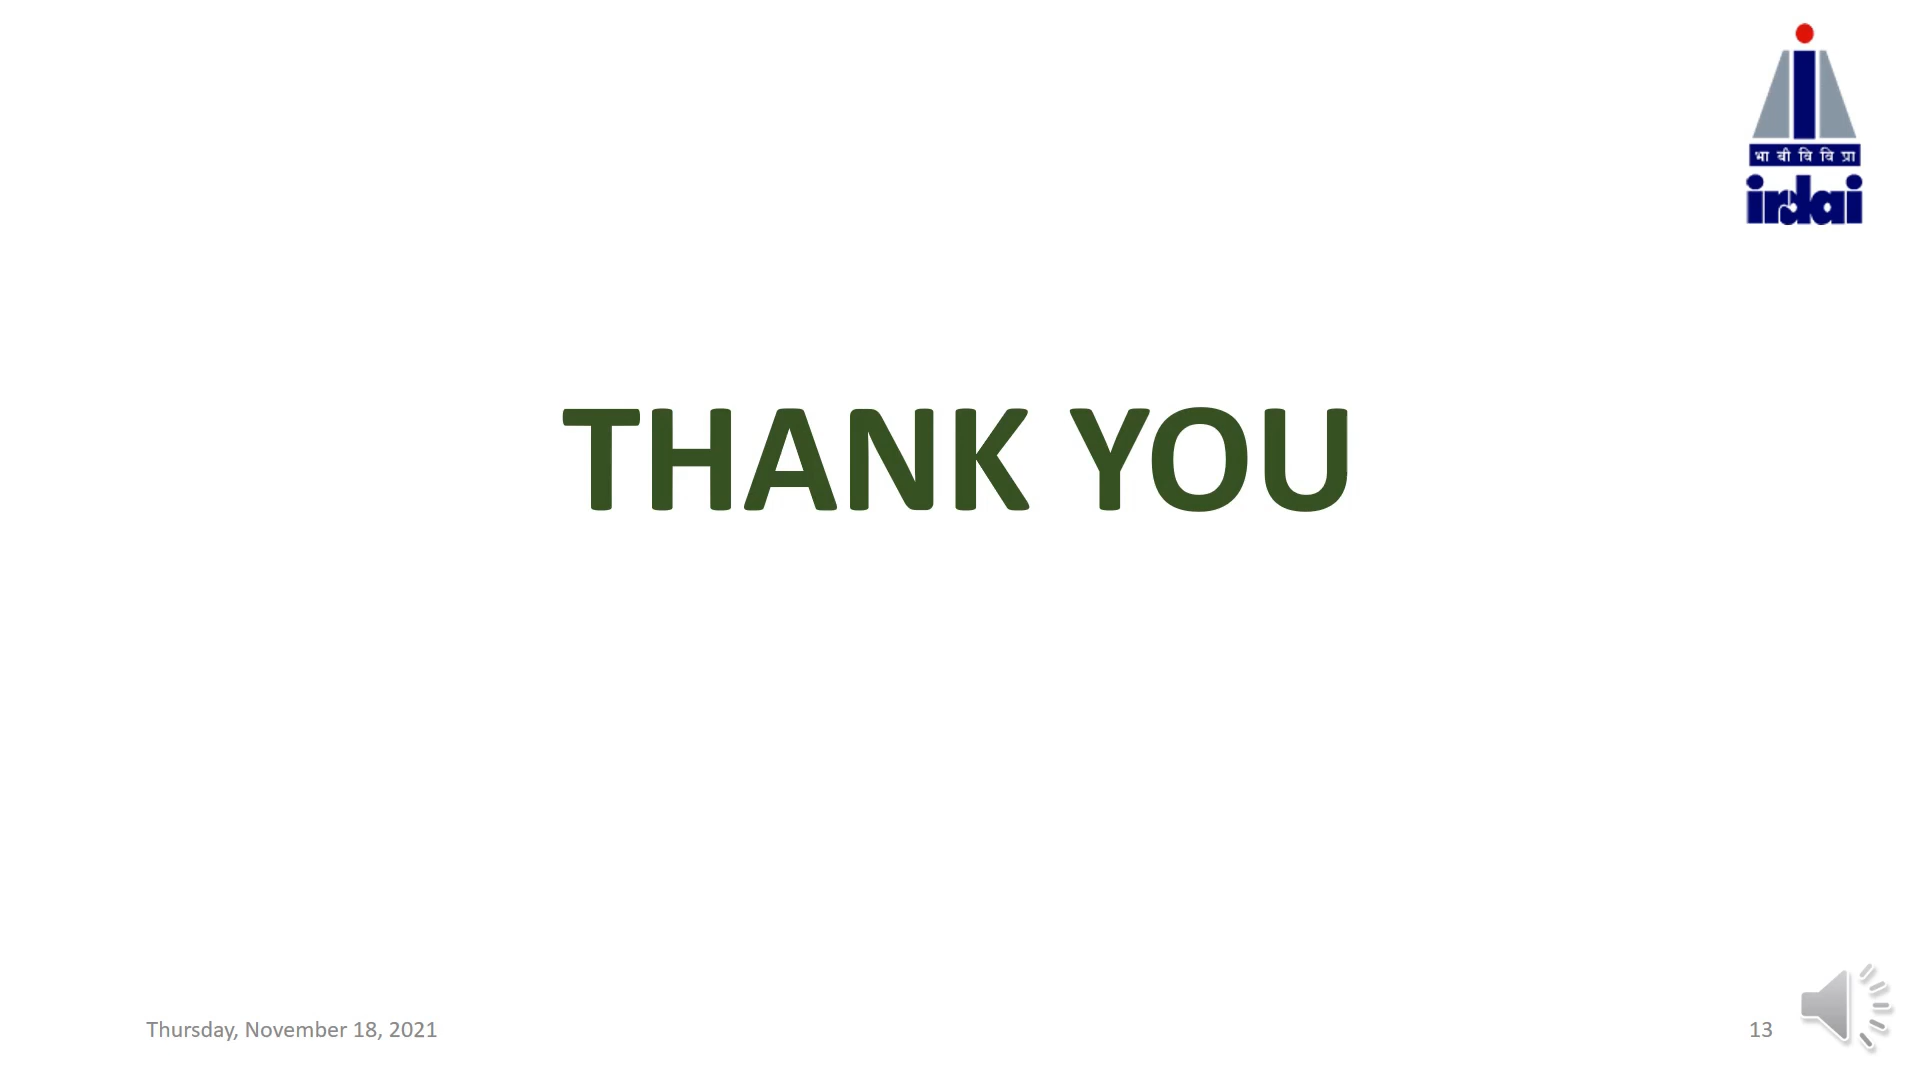 भा बी वि वि प्रा
irdai
THANK YOU
Thursday, November 18, 2021
13